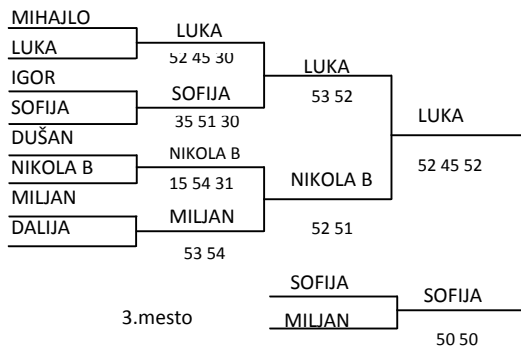 MIHAJLO
LUKA
LUKA
52 45 30
IGOR
LUKA
53 52
SOFIJA
SOFIJA
35 51 30
LUKA
52 45 52
DUŠAN
NIKOLA B
NIKOLA B
15 54 31
NIKOLA B
52 51
MILJAN
MILJAN
53 54
DALIJA
3.mesto
SOFIJA
MILJAN
SOFIJA
50 50